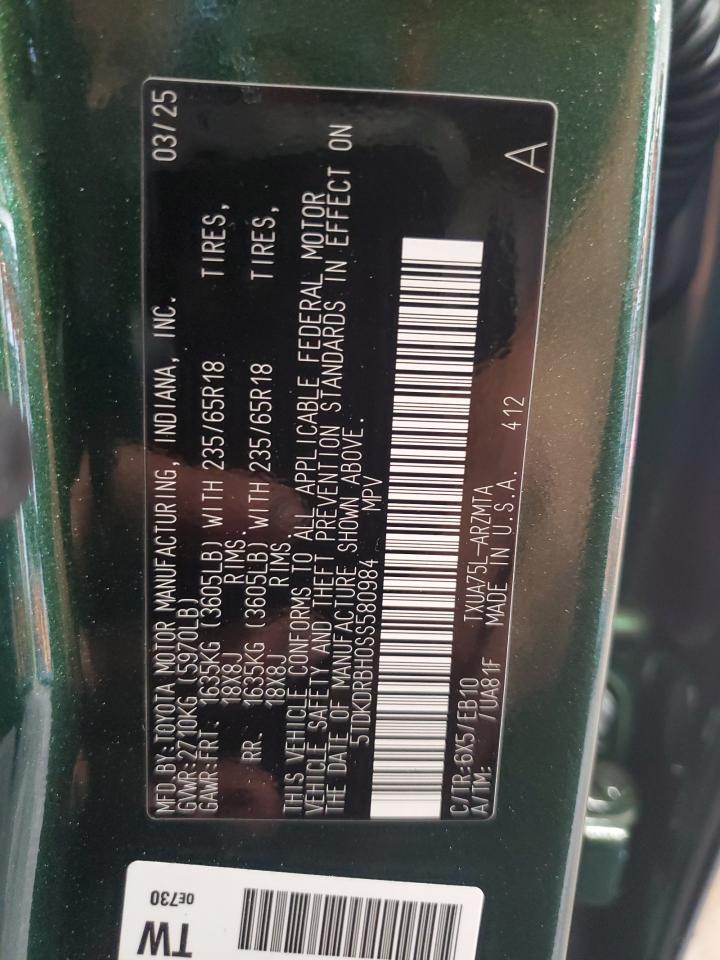 MFD BY:TOYOTA MOTOR MANUFACTURING, INDIANA, INC. 03/25
GVWR:2710KG (5970LB)
GAWR:FRT. 1635KG (3605LB) WITH 235/65R18 TIRES,
18X8J RIMS.
RR. 1635KG (3605LB) WITH 235/65R18 TIRES,
18X8J RIMS.
THIS VEHICLE CONFORMS TO ALL APPLICABLE FEDERAL MOTOR
VEHICLE SAFETY AND THEFT PREVENTION STANDARDS IN EFFECT ON
THE DATE OF MANUFACTURE SHOWN ABOVE.
5TDKDRBH0SS580984 MPV
C/TR:6X5/EB10 TXUA75L-ARZMTA
A/TM: /UA81F MADE IN U.S.A. 412
A
0E730
TW